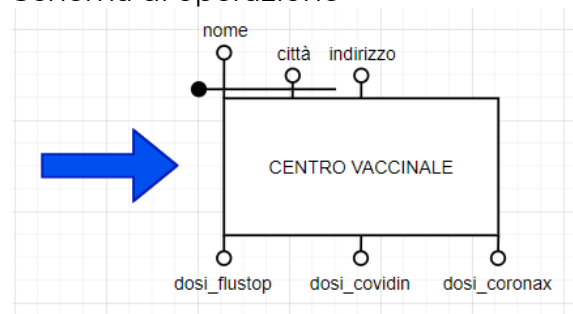 Schema di operazione
nome
città indirizzo
CENTRO VACCINALE
dosi_flustop dosi_covidin dosi_coronax